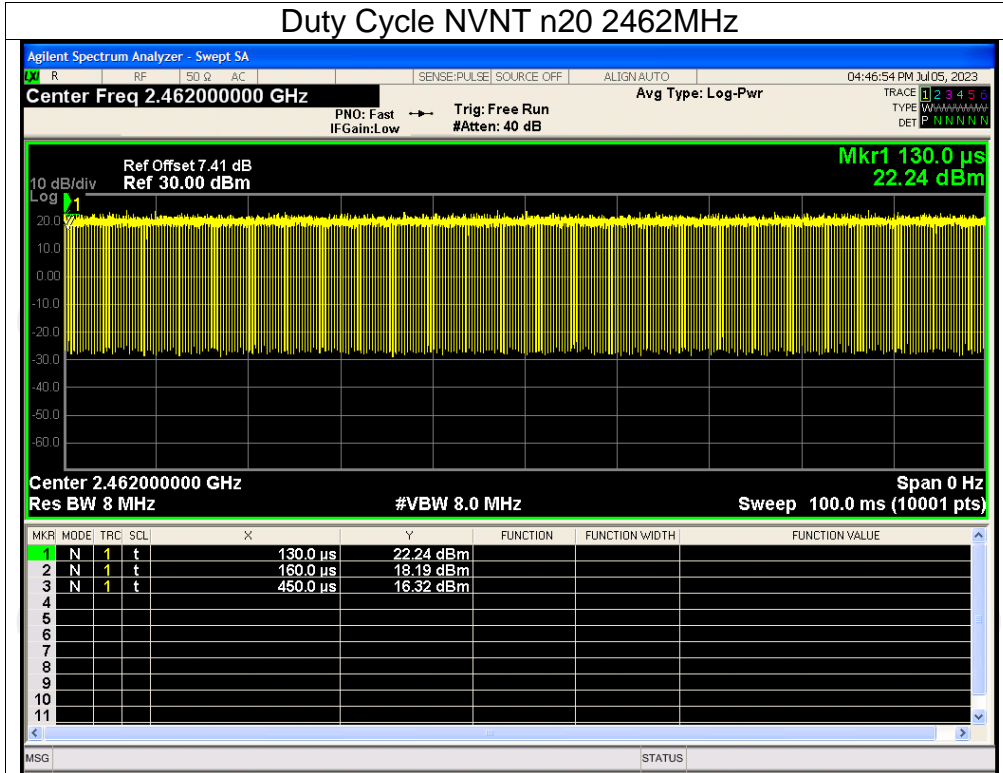 Duty Cycle NVNT n20 2462MHz
Agilent Spectrum Analyzer - Swept SA
LXI R RF 50 Ω AC SENSE:PULSE SOURCE OFF ALIGN AUTO 04:46:54 PM Jul 05, 2023
Center Freq 2.462000000 GHz
PNO: Fast
IFGain:Low
Trig: Free Run
#Atten: 40 dB
Avg Type: Log-Pwr
TRACE 1 2 3 4 5 6
TYPE WWWWWW
DET P N N N N N
Mkr1 130.0 µs
22.24 dBm
Ref Offset 7.41 dB
10 dB/div Ref 30.00 dBm
Log
1
20.0
10.0
0.00
-10.0
-20.0
-30.0
-40.0
-50.0
-60.0
Center 2.462000000 GHz Span 0 Hz
Res BW 8 MHz #VBW 8.0 MHz Sweep 100.0 ms (10001 pts)
MKR MODE TRC SCL X Y FUNCTION FUNCTION WIDTH FUNCTION VALUE
1 N 1 t 130.0 µs 22.24 dBm
2 N 1 t 160.0 µs 18.19 dBm
3 N 1 t 450.0 µs 16.32 dBm
4
5
6
7
8
9
10
11
MSG STATUS